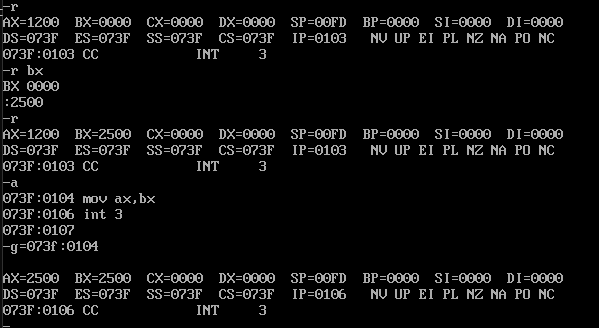 -r
AX=1200  BX=0000  CX=0000  DX=0000  SP=00FD  BP=0000  SI=0000  DI=0000
DS=073F  ES=073F  SS=073F  CS=073F  IP=0103   NV UP EI PL NZ NA PO NC
073F:0103 CC            INT     3
-r bx
BX 0000
:2500
-r
AX=1200  BX=2500  CX=0000  DX=0000  SP=00FD  BP=0000  SI=0000  DI=0000
DS=073F  ES=073F  SS=073F  CS=073F  IP=0103   NV UP EI PL NZ NA PO NC
073F:0103 CC            INT     3
-a
073F:0104 mov ax,bx
073F:0106 int 3
073F:0107
-g=073f:0104
AX=2500  BX=2500  CX=0000  DX=0000  SP=00FD  BP=0000  SI=0000  DI=0000
DS=073F  ES=073F  SS=073F  CS=073F  IP=0106   NV UP EI PL NZ NA PO NC
073F:0106 CC            INT     3
-